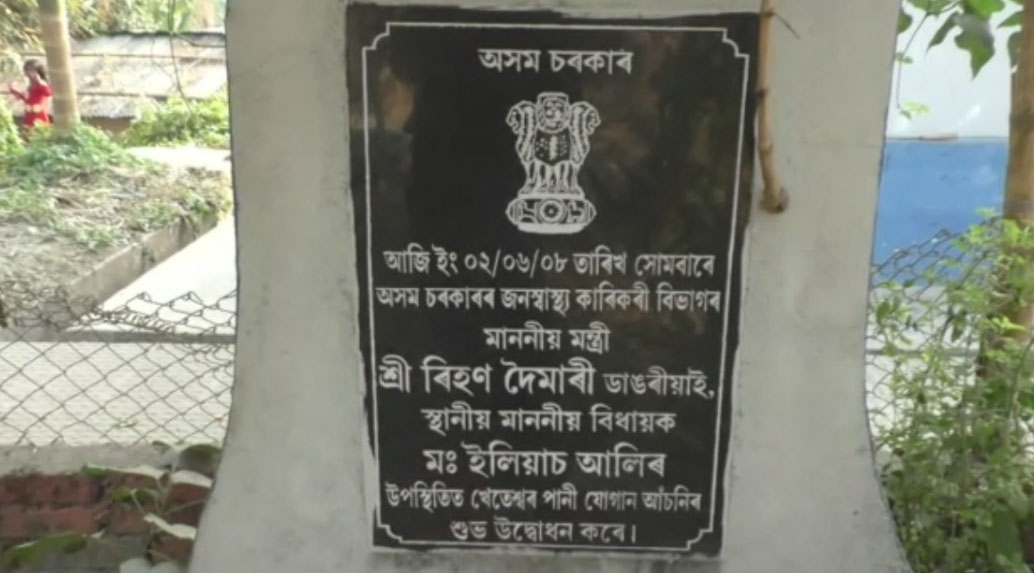 অসম চৰকাৰ
আজি ইং ০২/০৬/০৮ তাৰিখ সোমবাৰে
অসম চৰকাৰৰ জনস্বাস্থ্য কাৰিকৰী বিভাগৰ
মাননীয় মন্ত্ৰী
শ্ৰী ৰিহণ দৈমাৰী ডাঙৰীয়াই,
স্থানীয় মাননীয় বিধায়ক
মঃ ইলিয়াচ আলিৰ
উপস্থিতিত খেতেশ্বৰ পানী যোগান আঁচনিৰ
শুভ উদ্বোধন কৰে।